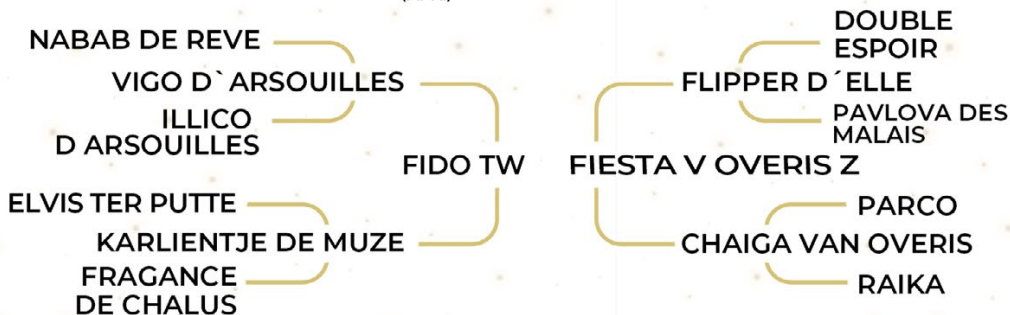 NABAB DE REVE
VIGO D`ARSOUILLES
ILLICO
D ARSOUILLES
FIDO TW
ELVIS TER PUTTE
KARLIENTJE DE MUZE
FRAGANCE
DE CHALUS
DOUBLE
ESPOIR
FLIPPER D´ELLE
PAVLOVA DES
MALAIS
FIESTA V OVERIS Z
PARCO
CHAIGA VAN OVERIS
RAIKA